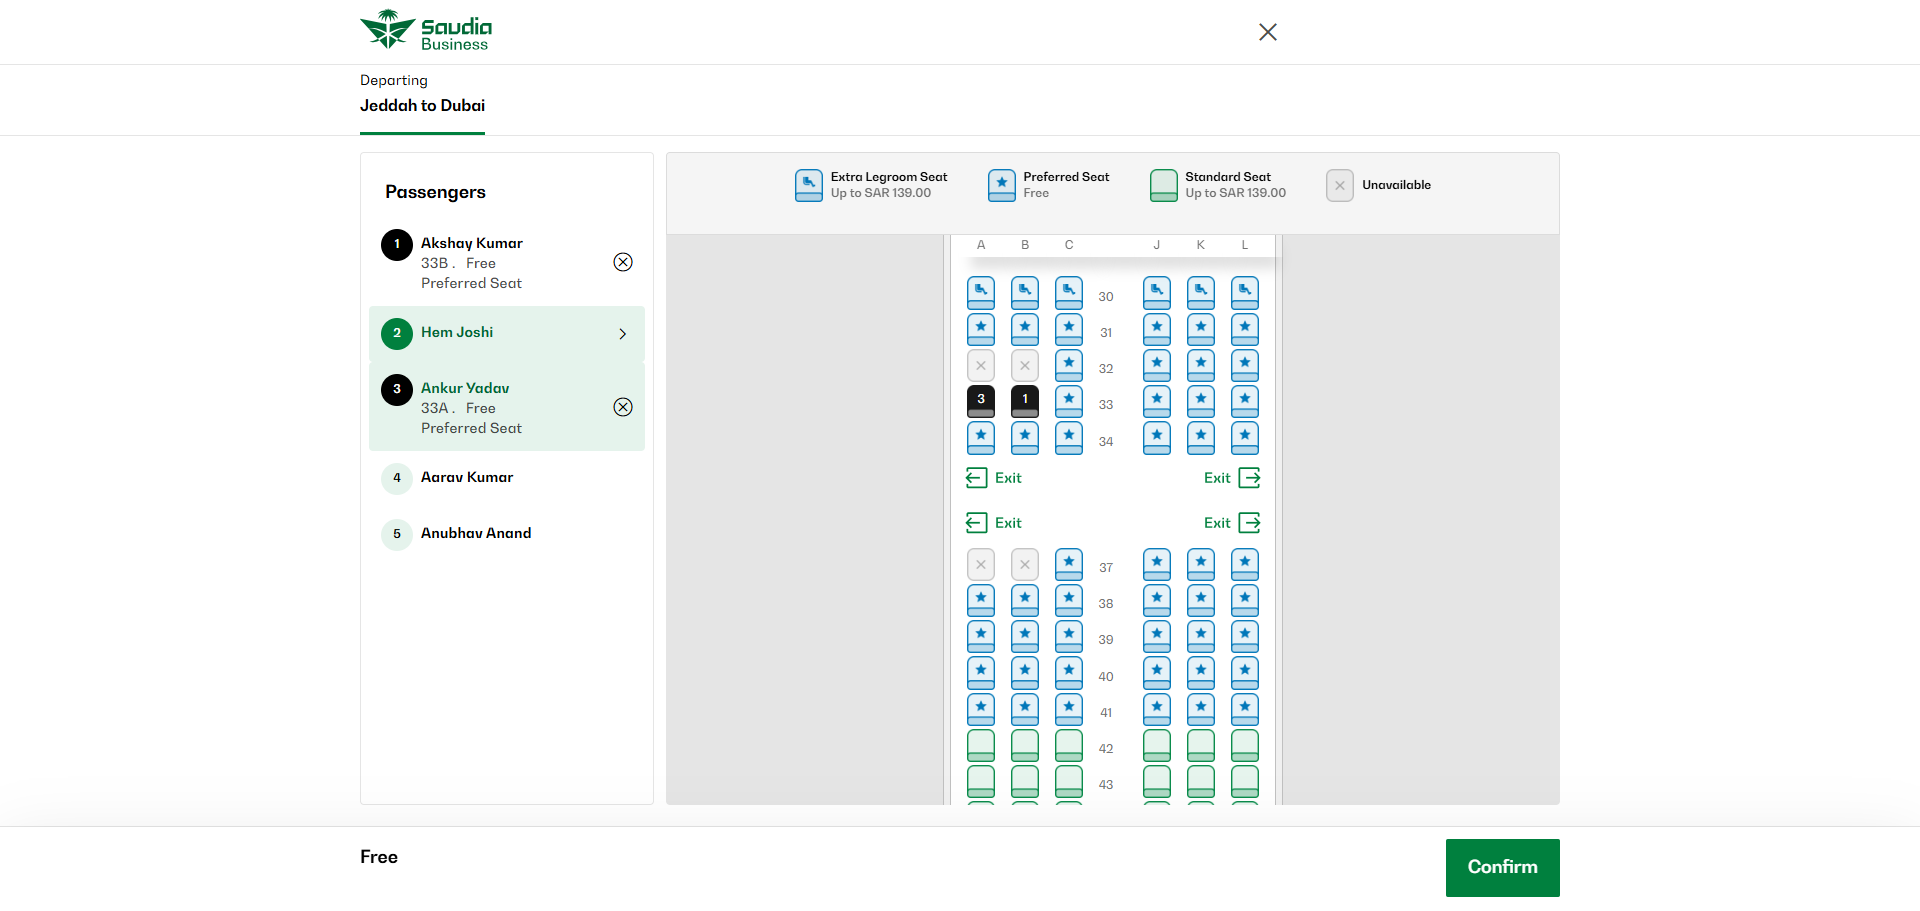 Saudia
Business
Departing
Jeddah to Dubai
Passengers
1
Akshay Kumar
33B . Free
Preferred Seat
2
Hem Joshi
3
Ankur Yadav
33A . Free
Preferred Seat
4
Aarav Kumar
5
Anubhav Anand
Extra Legroom Seat
Up to SAR 139.00
Preferred Seat
Free
Standard Seat
Up to SAR 139.00
Unavailable
A B C J K L
30
31
32
3 1 33
34
Exit Exit
Exit Exit
37
38
39
40
41
42
43
Free
Confirm